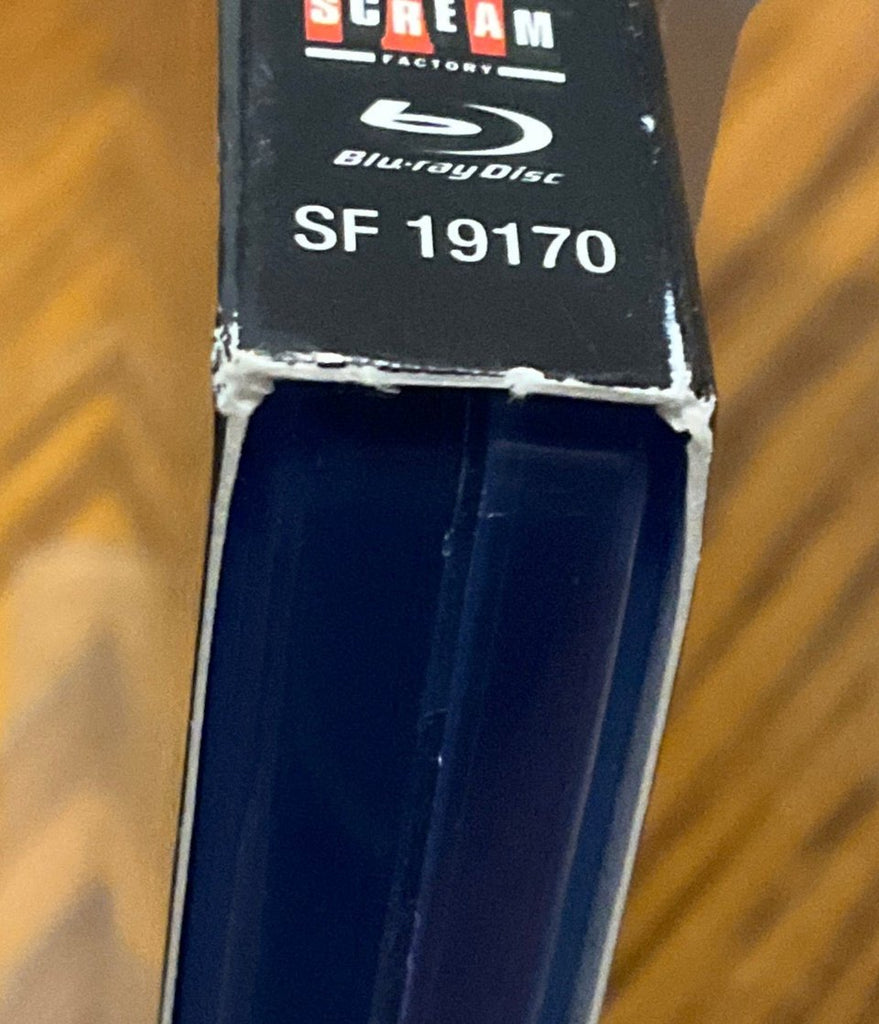 SCREAM
FACTORY
Blu-ray Disc
SF 19170